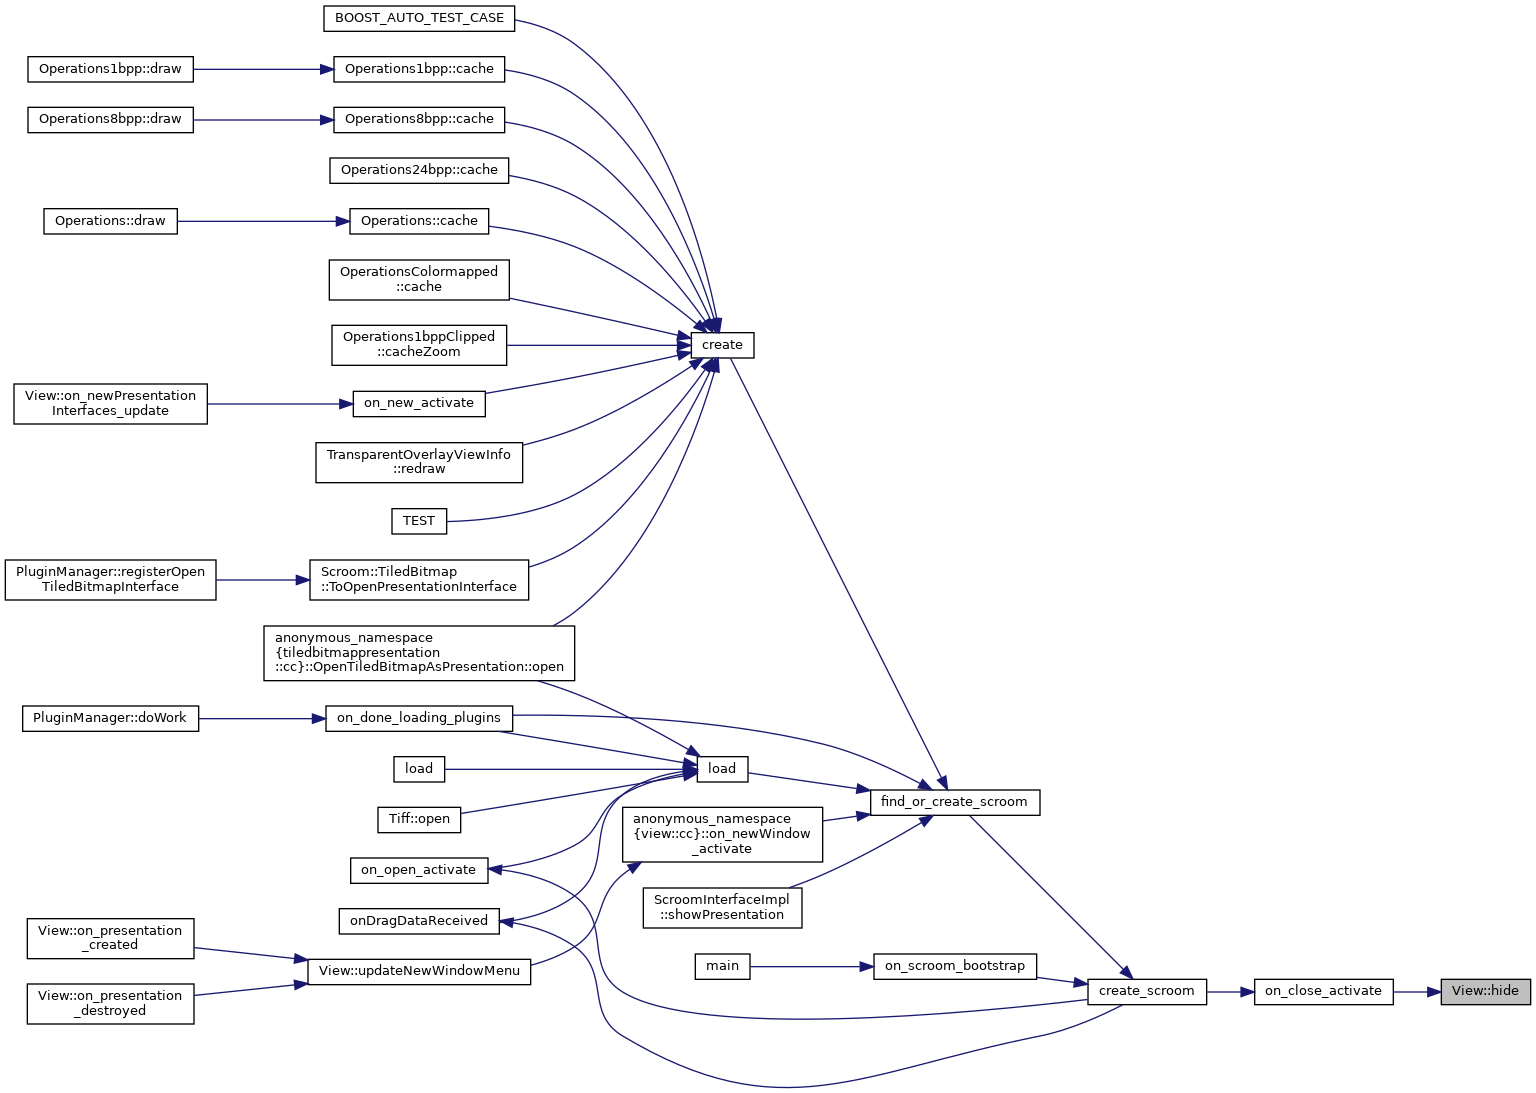 BOOST_AUTO_TEST_CASE
Operations1bpp::draw
Operations1bpp::cache
Operations8bpp::draw
Operations8bpp::cache
Operations24bpp::cache
Operations::draw
Operations::cache
OperationsColormapped
::cache
Operations1bppClipped
::cacheZoom
create
View::on_newPresentation
Interfaces_update
on_new_activate
TransparentOverlayViewInfo
::redraw
TEST
PluginManager::registerOpen
TiledBitmapInterface
Scroom::TiledBitmap
::ToOpenPresentationInterface
anonymous_namespace
{tiledbitmappresentation
::cc}::OpenTiledBitmapAsPresentation::open
PluginManager::doWork
on_done_loading_plugins
load
load
Tiff::open
find_or_create_scroom
anonymous_namespace
{view::cc}::on_newWindow
_activate
on_open_activate
ScroomInterfaceImpl
::showPresentation
onDragDataReceived
View::on_presentation
_created
View::updateNewWindowMenu
View::on_presentation
_destroyed
main
on_scroom_bootstrap
create_scroom
on_close_activate
View::hide